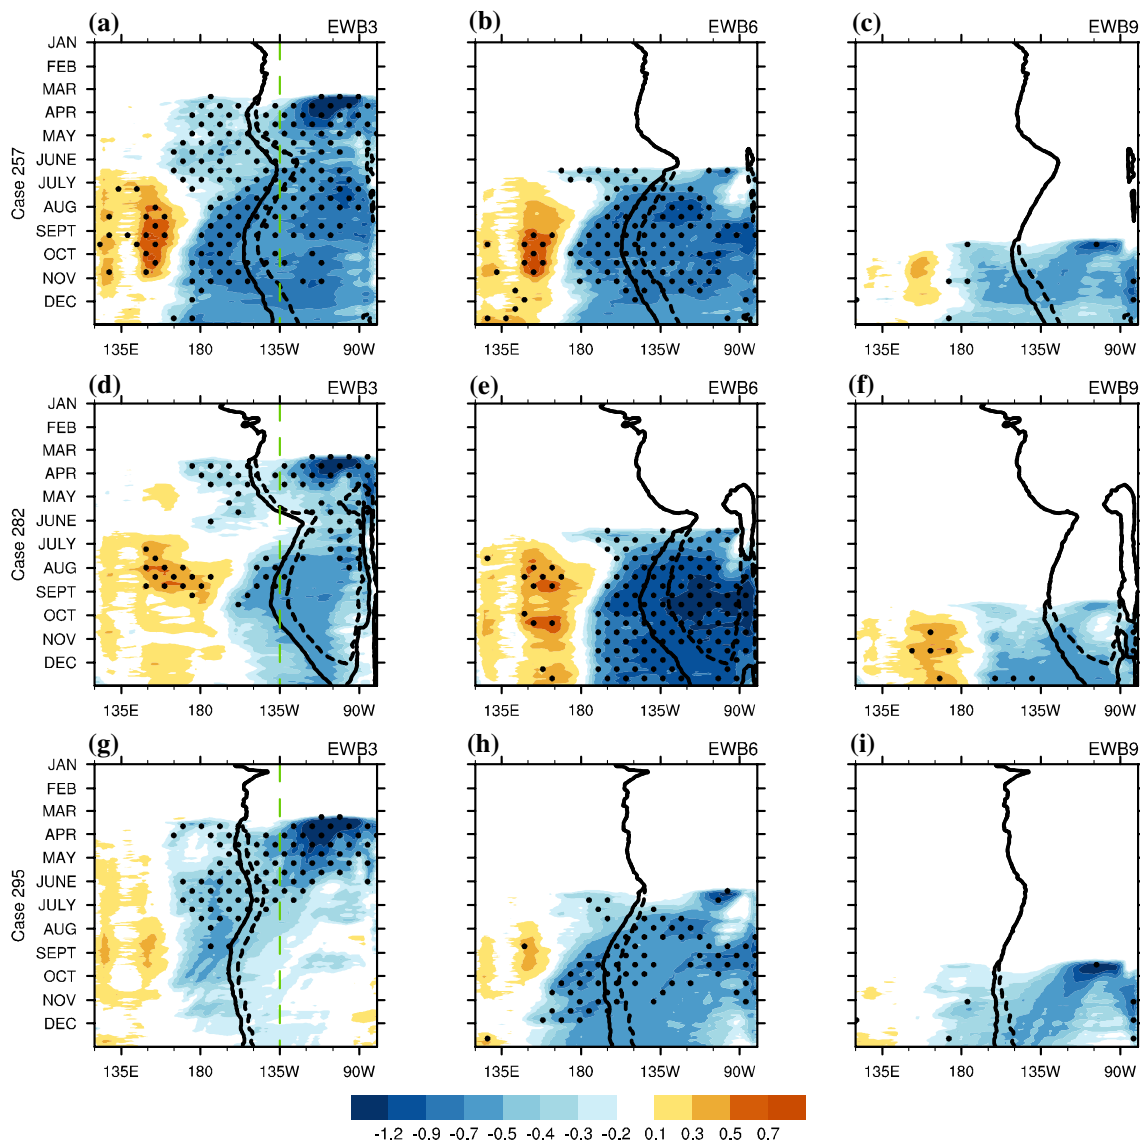 (a) EWB3
(b) EWB6
(c) EWB9
JAN
FEB
MAR
APR
MAY
JUNE
JULY
AUG
SEPT
OCT
NOV
DEC
Case 257
135E 180 135W 90W
135E 180 135W 90W
135E 180 135W 90W
(d) EWB3
(e) EWB6
(f) EWB9
JAN
FEB
MAR
APR
MAY
JUNE
JULY
AUG
SEPT
OCT
NOV
DEC
Case 282
135E 180 135W 90W
135E 180 135W 90W
135E 180 135W 90W
(g) EWB3
(h) EWB6
(i) EWB9
JAN
FEB
MAR
APR
MAY
JUNE
JULY
AUG
SEPT
OCT
NOV
DEC
Case 295
135E 180 135W 90W
135E 180 135W 90W
135E 180 135W 90W
-1.2 -0.9 -0.7 -0.5 -0.4 -0.3 -0.2 0.1 0.3 0.5 0.7